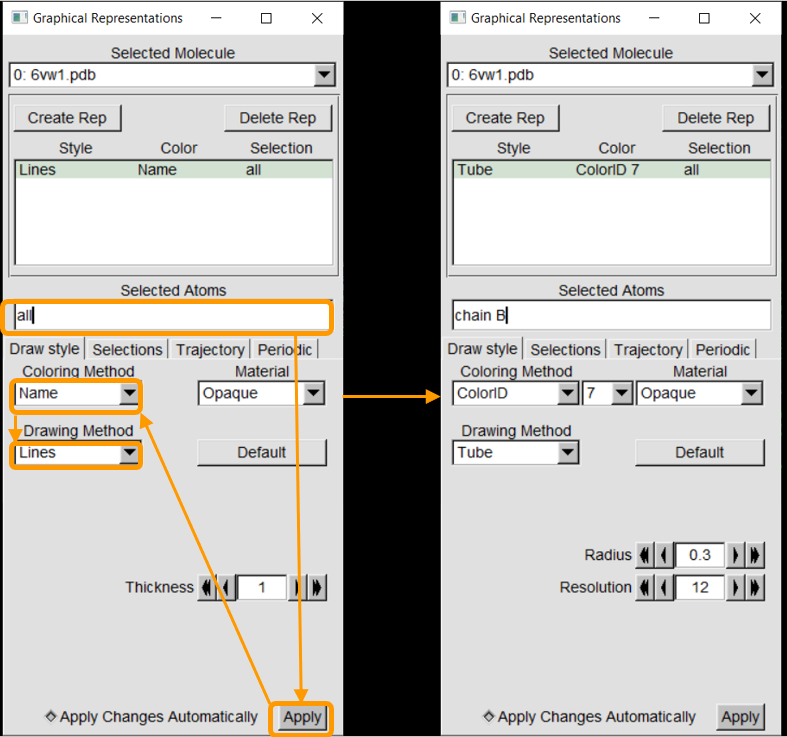 Graphical Representations
Selected Molecule
0: 6vw1.pdb
Create Rep Delete Rep
Style Color Selection
Lines Name all
Selected Atoms
all
Draw style Selections Trajectory Periodic
Coloring Method Material
Name Opaque
Drawing Method
Lines Default
Thickness 1
Apply Changes Automatically Apply
Graphical Representations
Selected Molecule
0: 6vw1.pdb
Create Rep Delete Rep
Style Color Selection
Tube ColorID 7 all
Selected Atoms
chain B
Draw style Selections Trajectory Periodic
Coloring Method Material
ColorID 7 Opaque
Drawing Method
Tube Default
Radius 0.3
Resolution 12
Apply Changes Automatically Apply